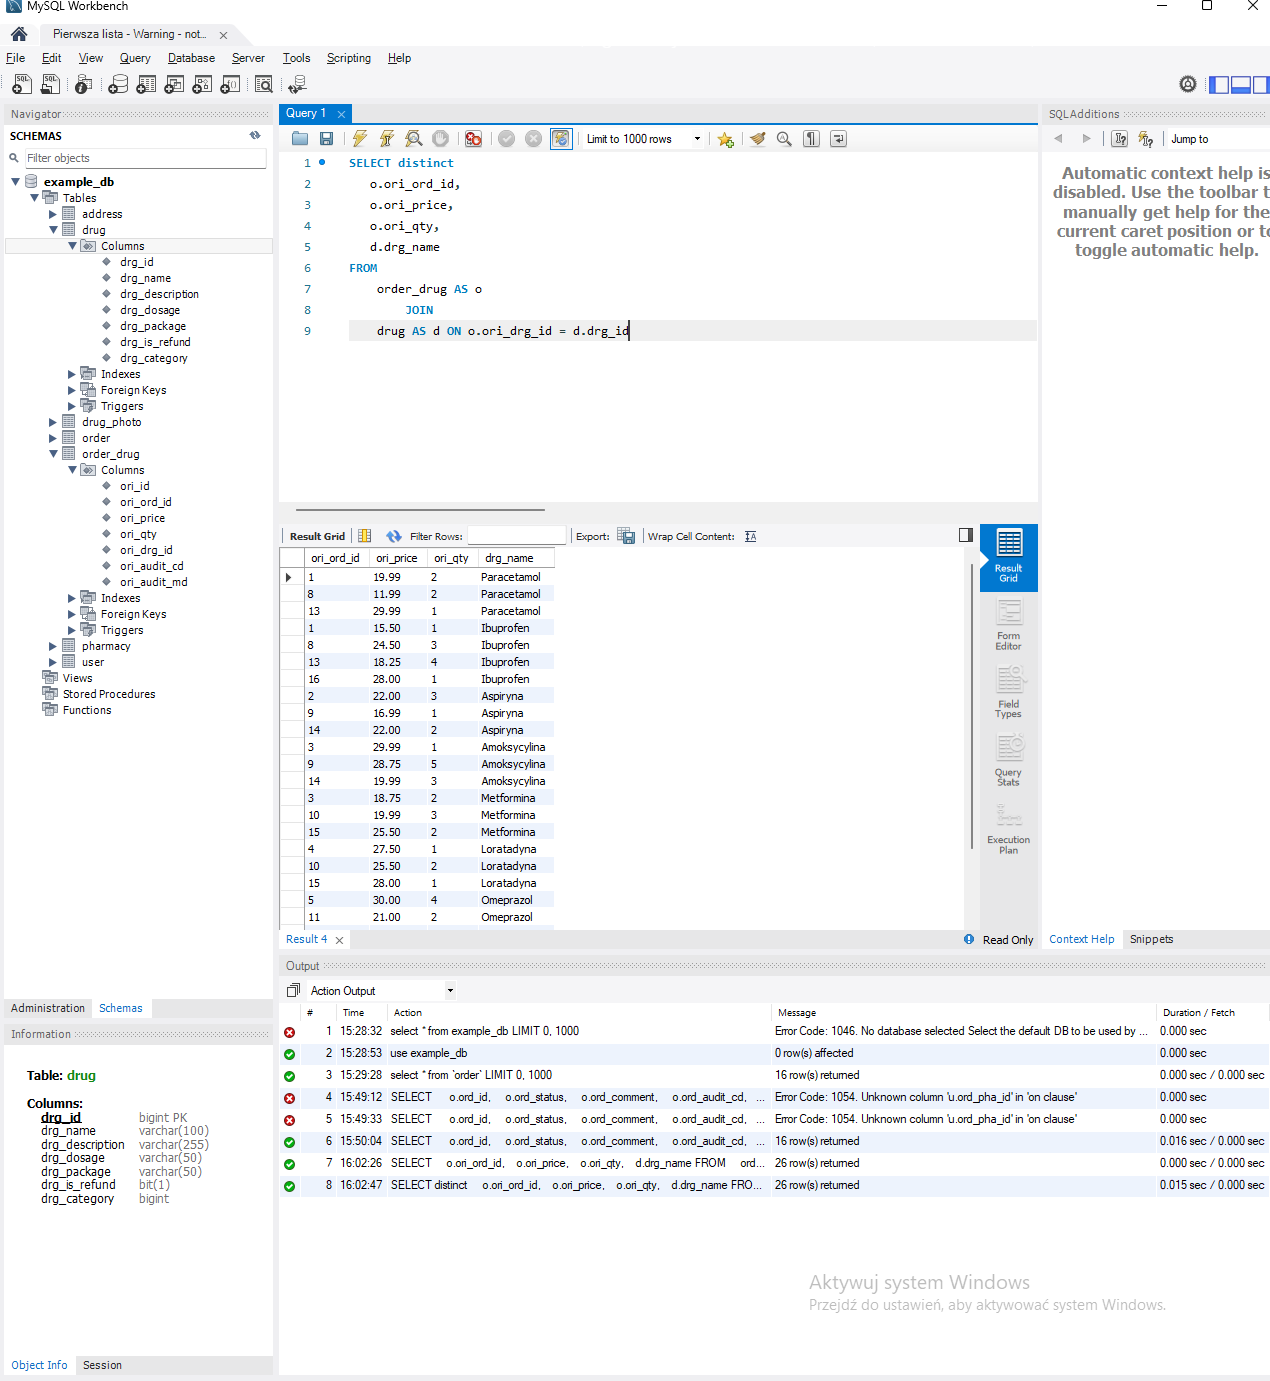 MySQL Workbench
Pierwsza lista - Warning - not...
File Edit View Query Database Server Tools Scripting Help
Navigator
SCHEMAS
Filter objects
example_db
Tables
address
drug
Columns
drg_id
drg_name
drg_description
drg_dosage
drg_package
drg_is_refund
drg_category
Indexes
Foreign Keys
Triggers
drug_photo
order
order_drug
Columns
ori_id
ori_ord_id
ori_price
ori_qty
ori_drg_id
ori_audit_cd
ori_audit_md
Indexes
Foreign Keys
Triggers
pharmacy
user
Views
Stored Procedures
Functions
Administration Schemas
Information
Table: drug
Columns:
drg_id bigint PK
drg_name varchar(100)
drg_description varchar(255)
drg_dosage varchar(50)
drg_package varchar(50)
drg_is_refund bit(1)
drg_category bigint
Object Info Session
Query 1
Limit to 1000 rows
1 SELECT distinct
2 o.ori_ord_id,
3 o.ori_price,
4 o.ori_qty,
5 d.drg_name
6 FROM
7 order_drug AS o
8 JOIN
9 drug AS d ON o.ori_drg_id = d.drg_id
Result Grid Filter Rows: Export: Wrap Cell Content:
ori_ord_id ori_price ori_qty drg_name
1 19.99 2 Paracetamol
8 11.99 2 Paracetamol
13 29.99 1 Paracetamol
1 15.50 1 Ibuprofen
8 24.50 3 Ibuprofen
13 18.25 4 Ibuprofen
16 28.00 1 Ibuprofen
2 22.00 3 Aspiryna
9 16.99 1 Aspiryna
14 22.00 2 Aspiryna
3 29.99 1 Amoksycylina
9 28.75 5 Amoksycylina
14 19.99 3 Amoksycylina
3 18.75 2 Metformina
10 19.99 3 Metformina
15 25.50 2 Metformina
4 27.50 1 Loratadyna
10 25.50 2 Loratadyna
15 28.00 1 Loratadyna
5 30.00 4 Omeprazol
11 21.00 2 Omeprazol
Result Grid
Form Editor
Field Types
Query Stats
Execution Plan
Result 4
Read Only
SQLAdditions
Jump to
Automatic context help is
disabled. Use the toolbar t
manually get help for the
current caret position or to
toggle automatic help.
Context Help Snippets
Output
Action Output
# Time Action Message Duration / Fetch
1 15:28:32 select * from example_db LIMIT 0, 1000 Error Code: 1046. No database selected Select the default DB to be used by ... 0.000 sec
2 15:28:53 use example_db 0 row(s) affected 0.000 sec
3 15:29:28 select * from `order` LIMIT 0, 1000 16 row(s) returned 0.000 sec / 0.000 sec
4 15:49:12 SELECT o.ord_id, o.ord_status, o.ord_comment, o.ord_audit_cd, ... Error Code: 1054. Unknown column 'u.ord_pha_id' in 'on clause' 0.000 sec
5 15:49:33 SELECT o.ord_id, o.ord_status, o.ord_comment, o.ord_audit_cd, ... Error Code: 1054. Unknown column 'u.ord_pha_id' in 'on clause' 0.000 sec
6 15:50:04 SELECT o.ord_id, o.ord_status, o.ord_comment, o.ord_audit_cd, ... 16 row(s) returned 0.016 sec / 0.000 sec
7 16:02:26 SELECT o.ori_ord_id, o.ori_price, o.ori_qty, d.drg_name FROM ord... 26 row(s) returned 0.000 sec / 0.000 sec
8 16:02:47 SELECT distinct o.ori_ord_id, o.ori_price, o.ori_qty, d.drg_name FRO... 26 row(s) returned 0.015 sec / 0.000 sec
Aktywuj system Windows
Przejdź do ustawień, aby aktywować system Windows.